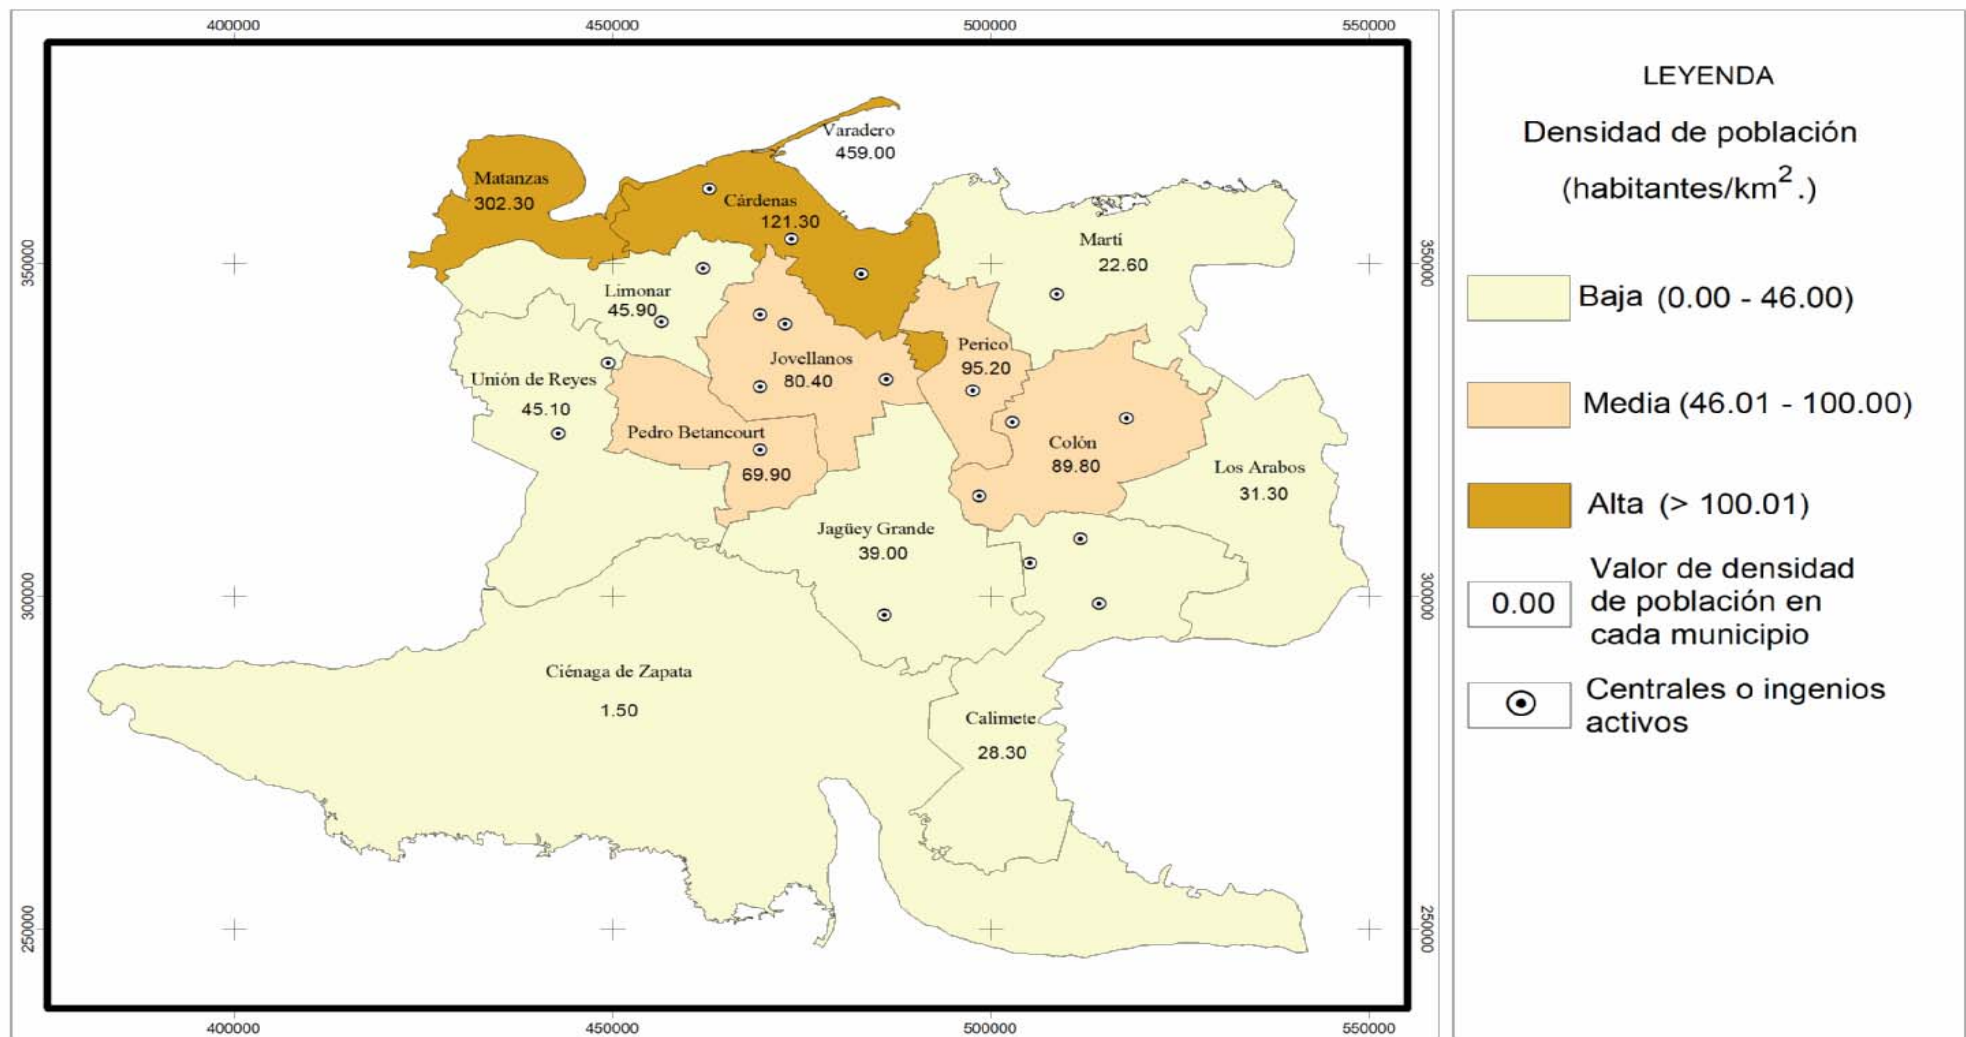 400000
450000
500000
550000
350000
300000
250000
350000
300000
250000
Varadero
459.00
Matanzas
302.30
Cárdenas
121.30
Martí
22.60
Limonar
45.90
Jovellanos
80.40
Perico
95.20
Unión de Reyes
45.10
Pedro Betancourt
69.90
Colón
89.80
Los Arabos
31.30
Jagüey Grande
39.00
Ciénaga de Zapata
1.50
Calimete
28.30
400000
450000
500000
550000
LEYENDA
Densidad de población
(habitantes/km².)
Baja (0.00 - 46.00)
Media (46.01 - 100.00)
Alta (> 100.01)
0.00
Valor de densidad
de población en
cada municipio
Centrales o ingenios
activos